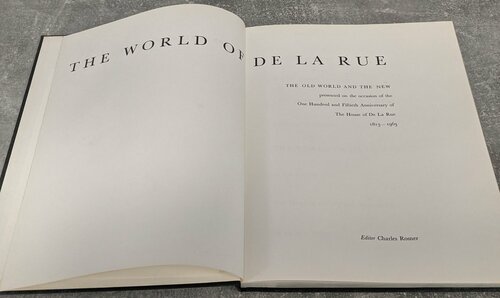 THE WORLD OF DE LA RUE
THE OLD WORLD AND THE NEW
presented on the occasion of the
One Hundred and Fiftieth Anniversary of
The House of De La Rue
1813–1963
Editor Charles Rosner